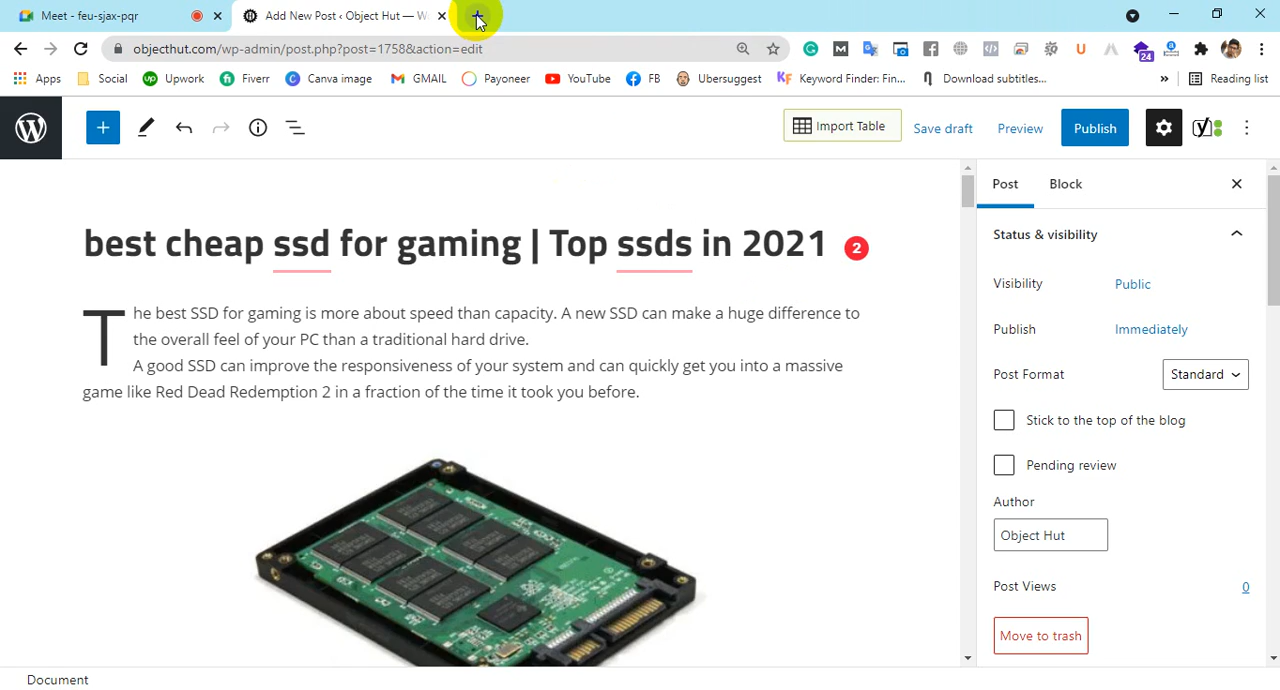 Meet - feu-sjax-pqr
Add New Post ‹ Object Hut — W
objecthut.com/wp-admin/post.php?post=1758&action=edit
24
Apps
Social
Upwork
Fiverr
Canva image
GMAIL
Payoneer
YouTube
FB
Ubersuggest
Keyword Finder: Fin...
Download subtitles...
»
Reading list
Import Table
Save draft
Preview
Publish
Post
Block
best cheap ssd for gaming | Top ssds in 2021
2
The best SSD for gaming is more about speed than capacity. A new SSD can make a huge difference to
the overall feel of your PC than a traditional hard drive.
A good SSD can improve the responsiveness of your system and can quickly get you into a massive
game like Red Dead Redemption 2 in a fraction of the time it took you before.
Status & visibility
Visibility
Public
Publish
Immediately
Post Format
Standard
Stick to the top of the blog
Pending review
Author
Object Hut
Post Views
0
Move to trash
Document